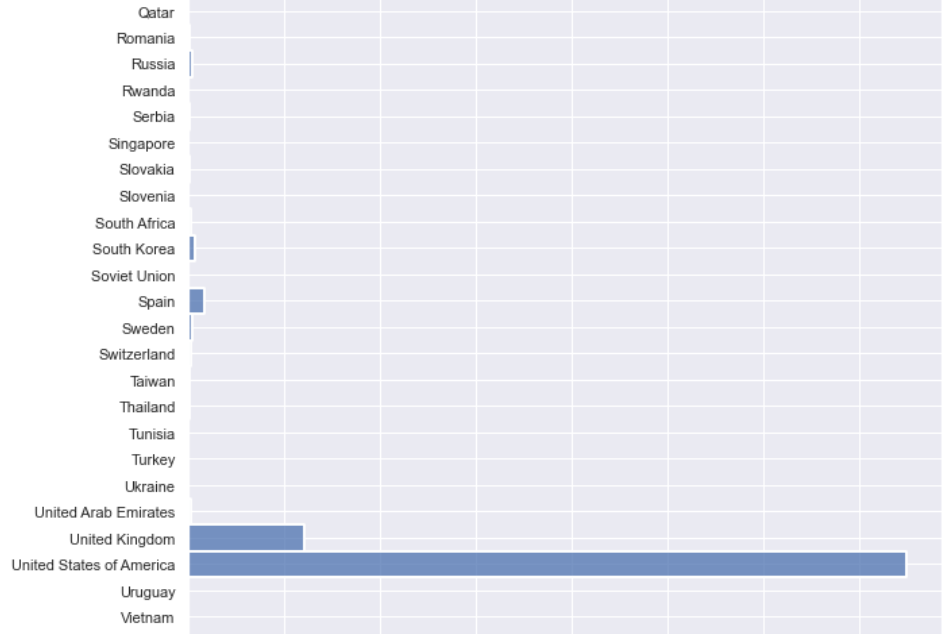 Qatar
Romania
Russia
Rwanda
Serbia
Singapore
Slovakia
Slovenia
South Africa
South Korea
Soviet Union
Spain
Sweden
Switzerland
Taiwan
Thailand
Tunisia
Turkey
Ukraine
United Arab Emirates
United Kingdom
United States of America
Uruguay
Vietnam